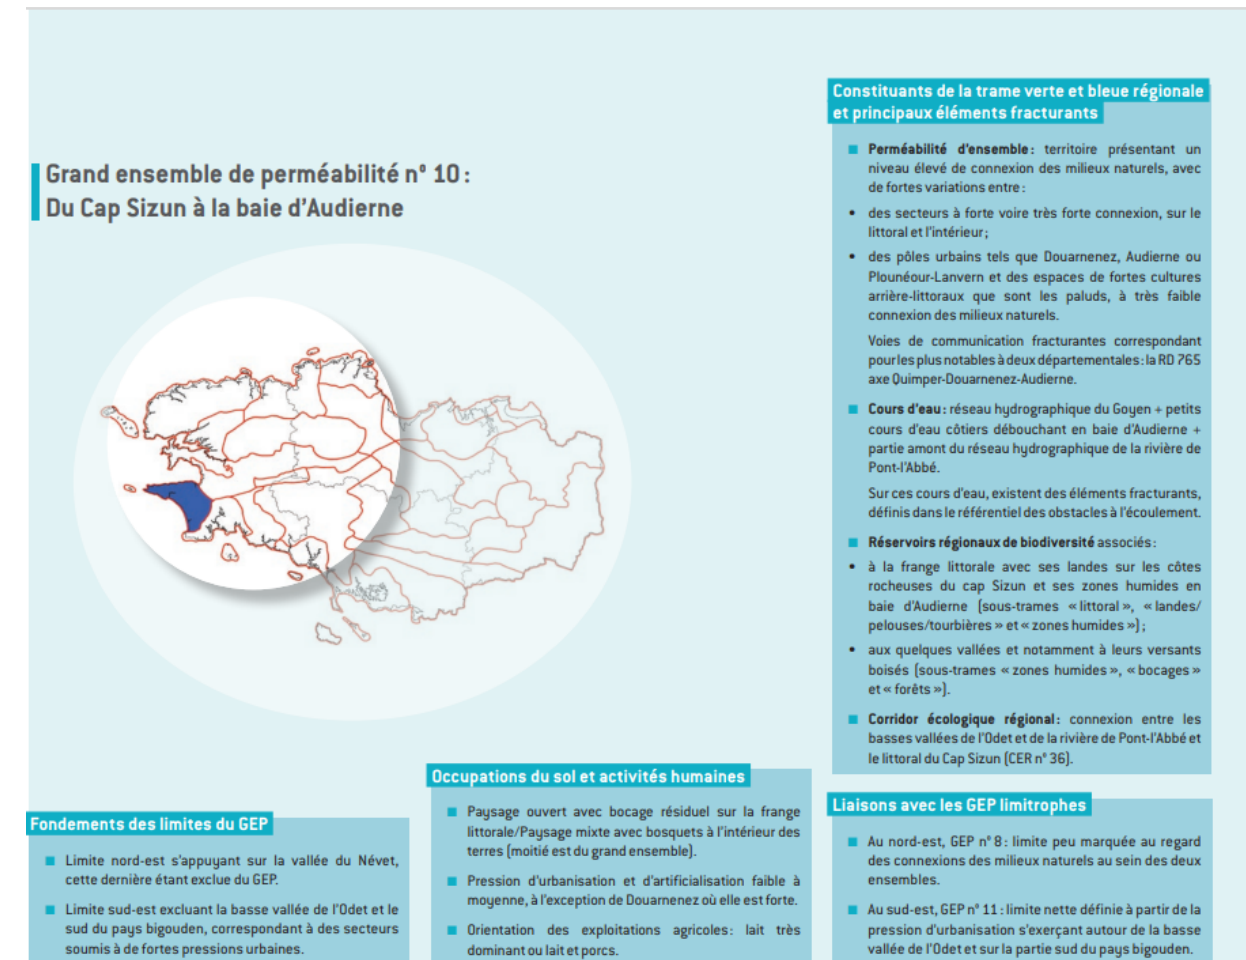 Grand ensemble de perméabilité n° 10 :
Du Cap Sizun à la baie d'Audierne
Fondements des limites du GEP
Limite nord-est s'appuyant sur la vallée du Névet,
cette dernière étant exclue du GEP.
Limite sud-est excluant la basse vallée de l'Odet et le
sud du pays bigouden, correspondant à des secteurs
soumis à de fortes pressions urbaines.
Occupations du sol et activités humaines
Paysage ouvert avec bocage résiduel sur la frange
littorale/Paysage mixte avec bosquets à l'intérieur des
terres (moitié est du grand ensemble).
Pression d'urbanisation et d'artificialisation faible à
moyenne, à l'exception de Douarnenez où elle est forte.
Orientation des exploitations agricoles : lait très
dominant ou lait et porcs.
Constituants de la trame verte et bleue régionale
et principaux éléments fracturants
Perméabilité d'ensemble : territoire présentant un
niveau élevé de connexion des milieux naturels, avec
de fortes variations entre :
• des secteurs à forte voire très forte connexion, sur le
littoral et l'intérieur ;
• des pôles urbains tels que Douarnenez, Audierne ou
Plounéour-Lanvern et des espaces de fortes cultures
arrière-littoraux que sont les paluds, à très faible
connexion des milieux naturels.
Voies de communication fracturantes correspondant
pour les plus notables à deux départementales : la RD 765
axe Quimper-Douarnenez-Audierne.
Cours d'eau : réseau hydrographique du Goyen + petits
cours d'eau côtiers débouchant en baie d'Audierne +
partie amont du réseau hydrographique de la rivière de
Pont-l'Abbé.
Sur ces cours d'eau, existent des éléments fracturants,
définis dans le référentiel des obstacles à l'écoulement.
Réservoirs régionaux de biodiversité associés :
• à la frange littorale avec ses landes sur les côtes
rocheuses du cap Sizun et ses zones humides en
baie d'Audierne (sous-trames « littoral », « landes/
pelouses/tourbières » et « zones humides ») ;
• aux quelques vallées et notamment à leurs versants
boisés (sous-trames « zones humides », « bocages »
et « forêts »).
Corridor écologique régional : connexion entre les
basses vallées de l'Odet et de la rivière de Pont-l'Abbé et
le littoral du Cap Sizun (CER n° 36).
Liaisons avec les GEP limitrophes
Au nord-est, GEP n° 8 : limite peu marquée au regard
des connexions des milieux naturels au sein des deux
ensembles.
Au sud-est, GEP n° 11 : limite nette définie à partir de la
pression d'urbanisation s'exerçant autour de la basse
vallée de l'Odet et sur la partie sud du pays bigouden.